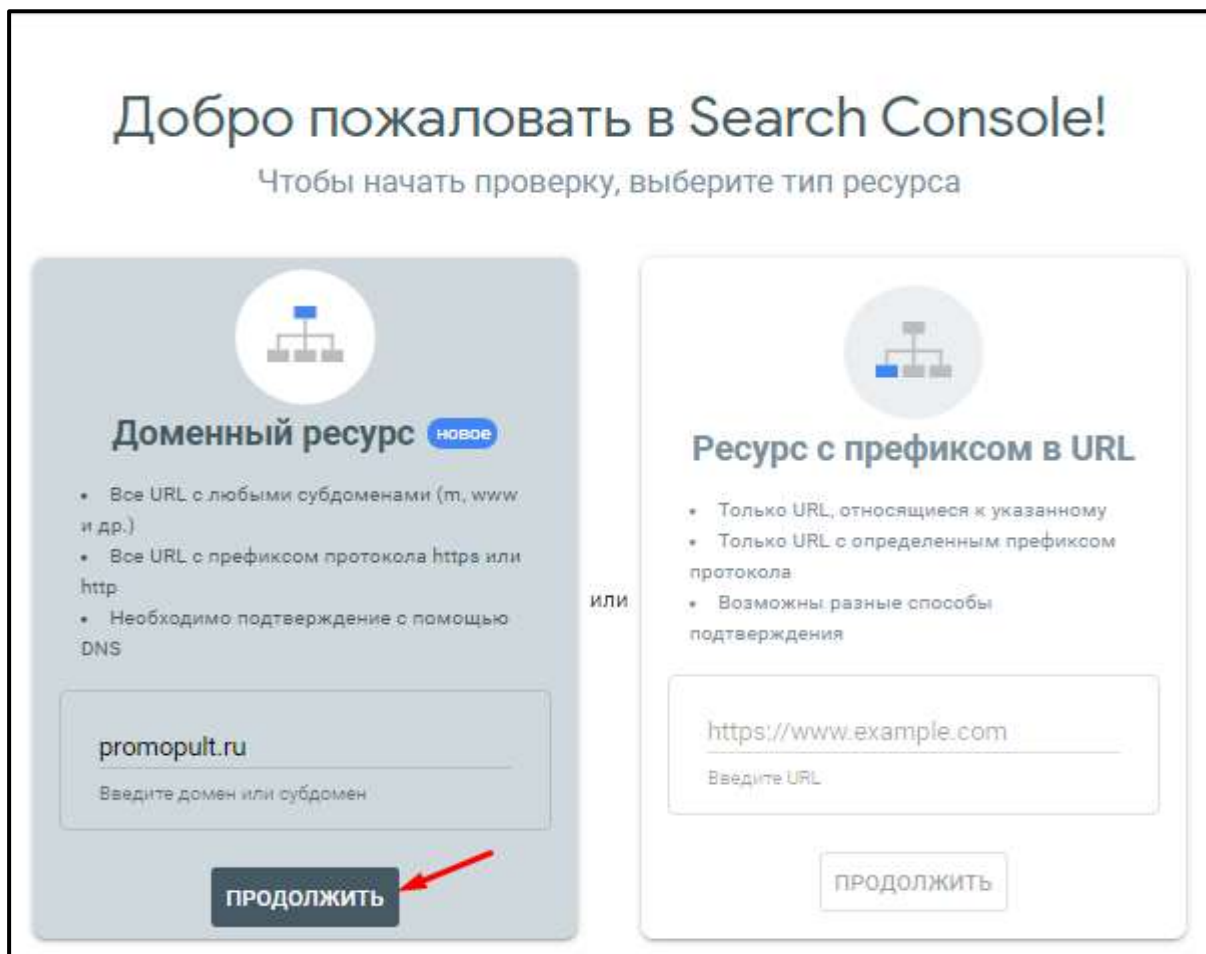 Добро пожаловать в Search Console!
Чтобы начать проверку, выберите тип ресурса
Доменный ресурс новое
• Все URL с любыми субдоменами (m, www
и др.)
• Все URL с префиксом протокола https или
http
• Необходимо подтверждение с помощью
DNS
promopult.ru
Введите домен или субдомен
ПРОДОЛЖИТЬ
или
Ресурс с префиксом в URL
• Только URL, относящиеся к указанному
• Только URL с определенным префиксом
протокола
• Возможны разные способы
подтверждения
https://www.example.com
Введите URL
ПРОДОЛЖИТЬ